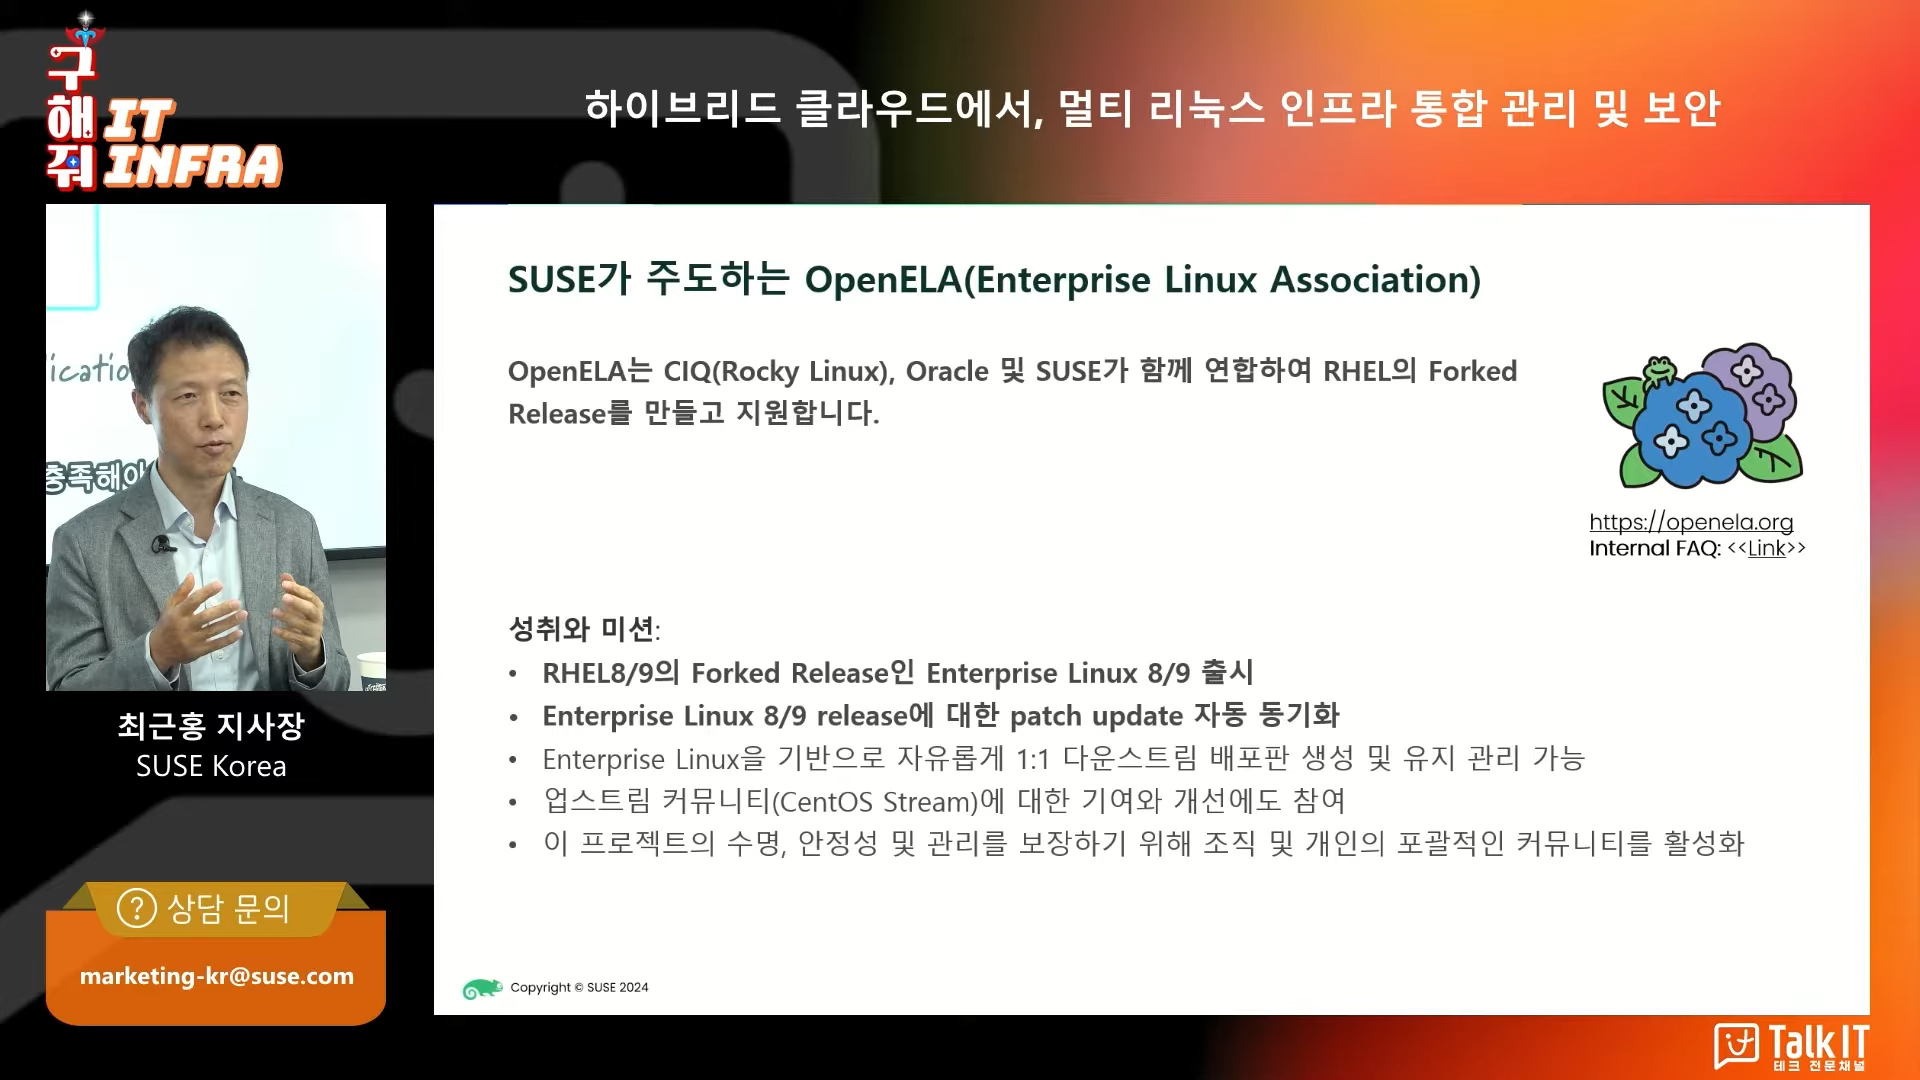 구해줘
IT
INFRA
하이브리드 클라우드에서, 멀티 리눅스 인프라 통합 관리 및 보안
icatio
충족해야
최근홍 지사장
SUSE Korea
? 상담 문의
marketing-kr@suse.com
SUSE가 주도하는 OpenELA(Enterprise Linux Association)
OpenELA는 CIQ(Rocky Linux), Oracle 및 SUSE가 함께 연합하여 RHEL의 Forked
Release를 만들고 지원합니다.
https://openela.org
Internal FAQ: <<Link>>
성취와 미션:
• RHEL8/9의 Forked Release인 Enterprise Linux 8/9 출시
• Enterprise Linux 8/9 release에 대한 patch update 자동 동기화
• Enterprise Linux을 기반으로 자유롭게 1:1 다운스트림 배포판 생성 및 유지 관리 가능
• 업스트림 커뮤니티(CentOS Stream)에 대한 기여와 개선에도 참여
• 이 프로젝트의 수명, 안정성 및 관리를 보장하기 위해 조직 및 개인의 포괄적인 커뮤니티를 활성화
Copyright © SUSE 2024
it TalkIT
테크 전문채널